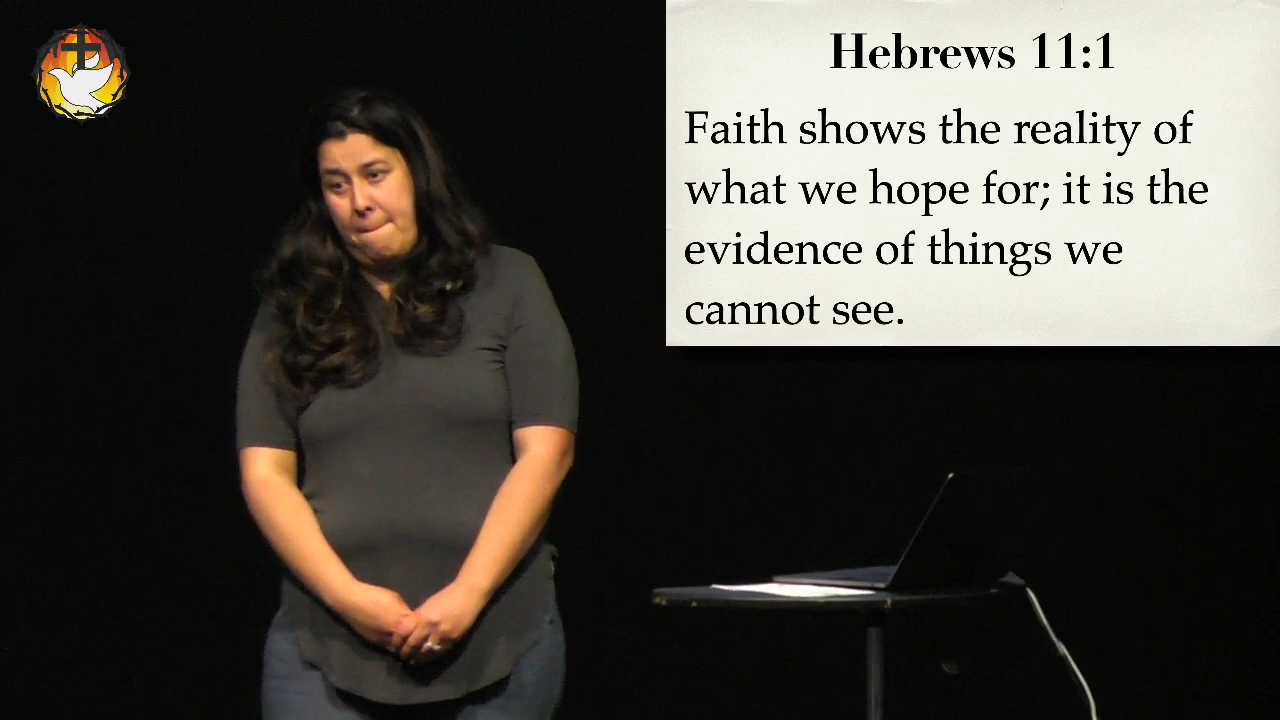 Hebrews 11:1
Faith shows the reality of
what we hope for; it is the
evidence of things we
cannot see.